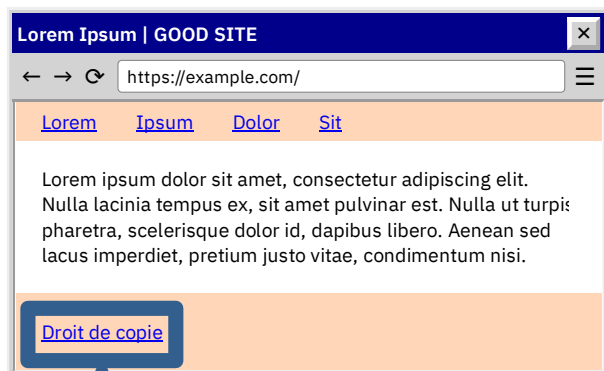 Lorem Ipsum | GOOD SITE
https://example.com/
Lorem Ipsum Dolor Sit
Lorem ipsum dolor sit amet, consectetur adipiscing elit.
Nulla lacinia tempus ex, sit amet pulvinar est. Nulla ut turpis
pharetra, scelerisque dolor id, dapibus libero. Aenean sed
lacus imperdiet, pretium justo vitae, condimentum nisi.
Droit de copie